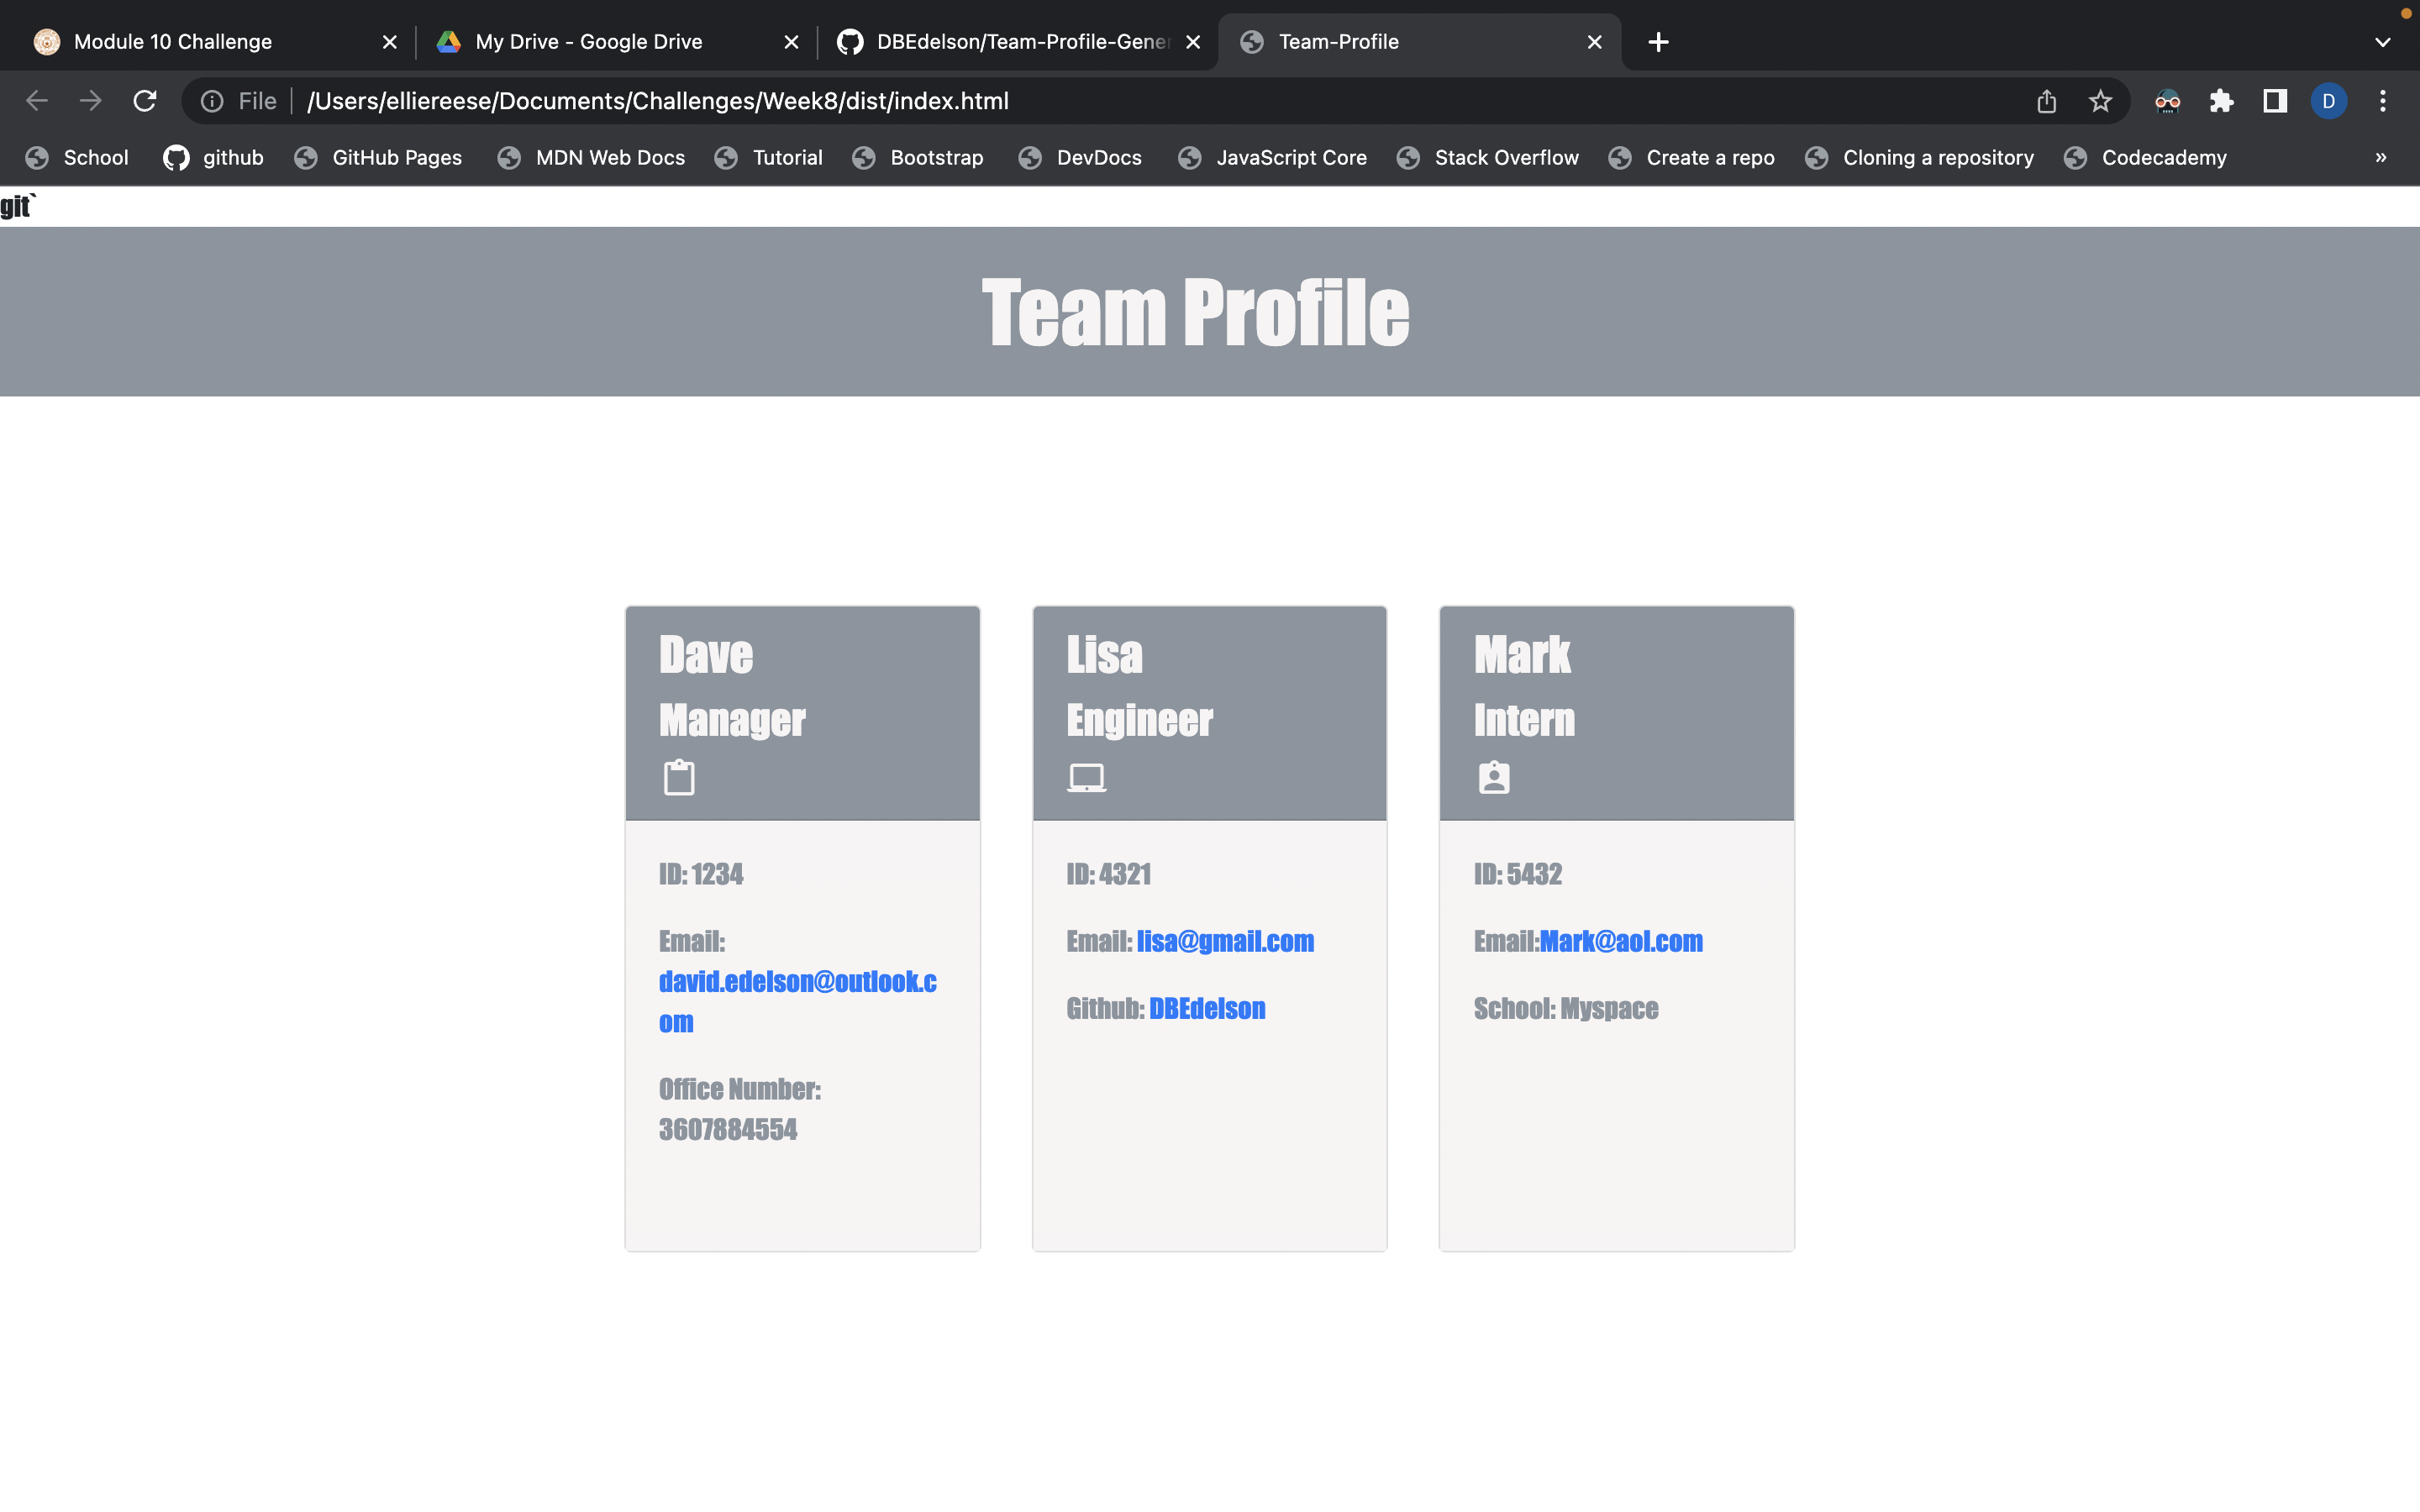 Module 10 Challenge
My Drive - Google Drive
DBEdelson/Team-Profile-Gene
Team-Profile
File
/Users/elliereese/Documents/Challenges/Week8/dist/index.html
D
School
github
GitHub Pages
MDN Web Docs
Tutorial
Bootstrap
DevDocs
JavaScript Core
Stack Overflow
Create a repo
Cloning a repository
Codecademy
»
git`
Team Profile
Dave
Manager
ID: 1234
Email:
david.edelson@outlook.c
om
Office Number:
3607884554
Lisa
Engineer
ID: 4321
Email: lisa@gmail.com
Github: DBEdelson
Mark
Intern
ID: 5432
Email:Mark@aol.com
School: Myspace